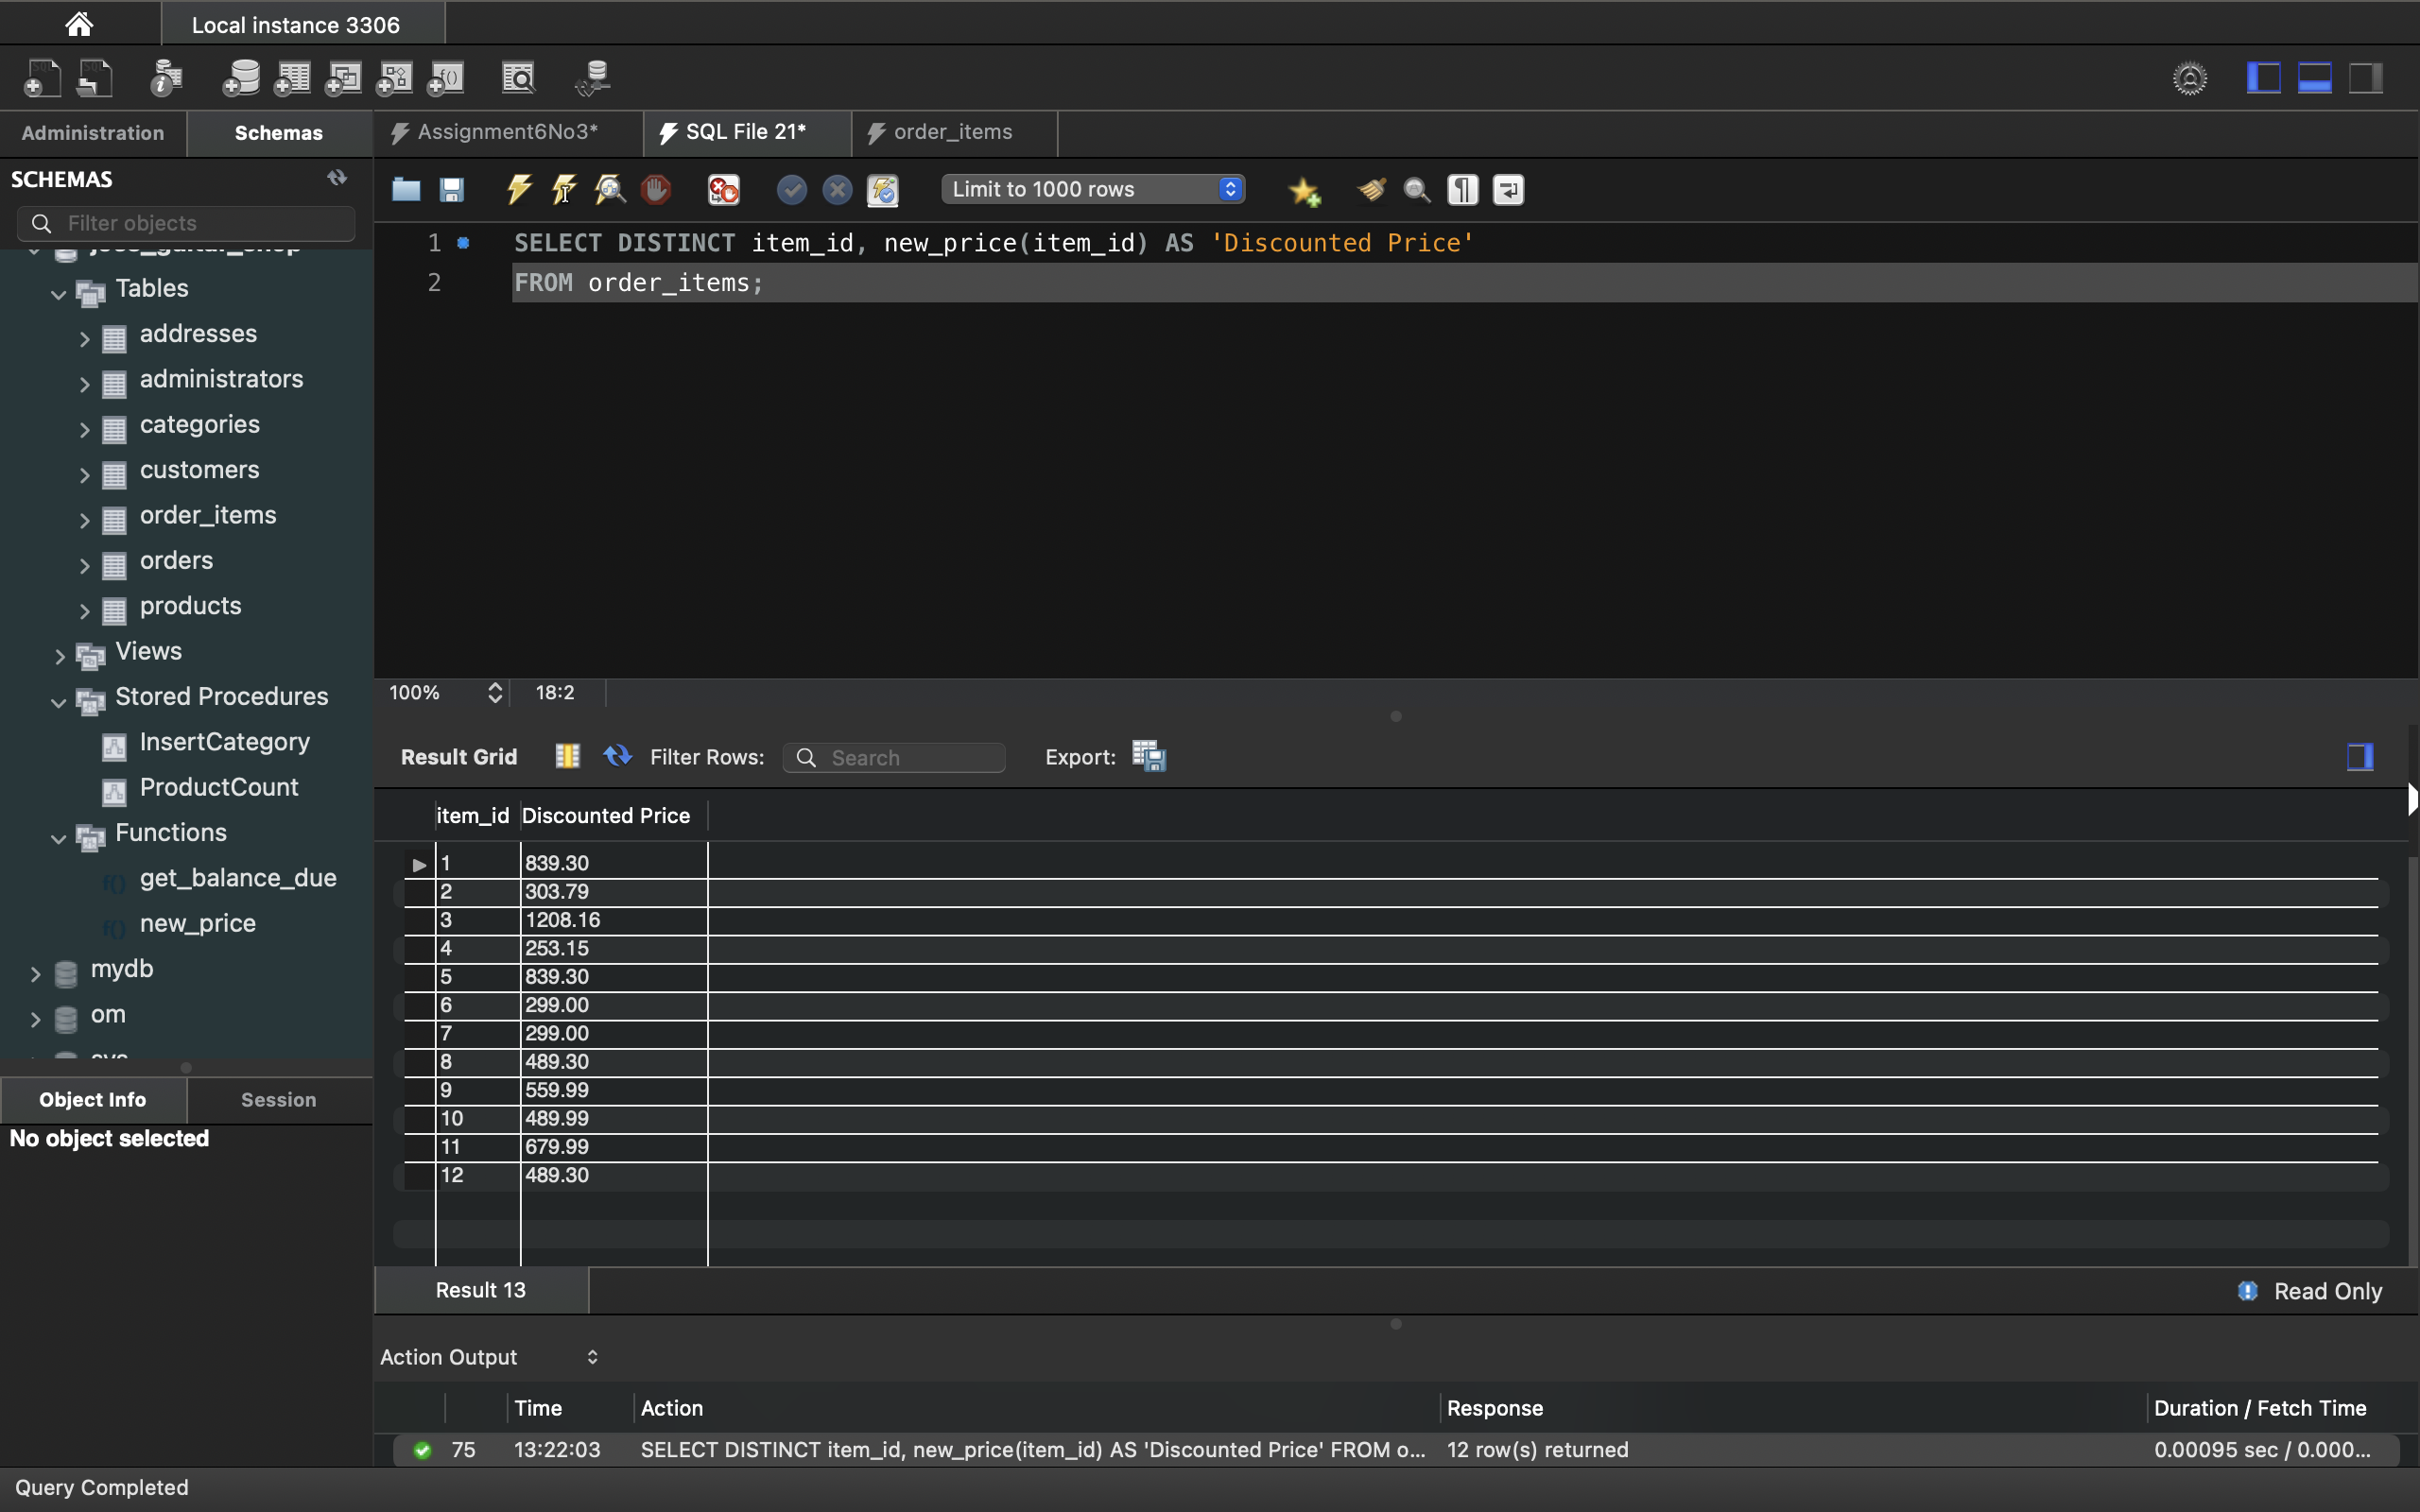 Local instance 3306
Administration
Schemas
Assignment6No3*
SQL File 21*
order_items
SCHEMAS
Filter objects
Limit to 1000 rows
1 SELECT DISTINCT item_id, new_price(item_id) AS 'Discounted Price'
2 FROM order_items;
Tables
addresses
administrators
categories
customers
order_items
orders
products
Views
Stored Procedures
InsertCategory
ProductCount
Functions
f() get_balance_due
f() new_price
mydb
om
sys
100% 18:2
Result Grid Filter Rows: Search Export:
item_id Discounted Price
1 839.30
2 303.79
3 1208.16
4 253.15
5 839.30
6 299.00
7 299.00
8 489.30
9 559.99
10 489.99
11 679.99
12 489.30
Object Info Session
No object selected
Result 13
Read Only
Action Output
Time Action Response Duration / Fetch Time
75 13:22:03 SELECT DISTINCT item_id, new_price(item_id) AS 'Discounted Price' FROM o... 12 row(s) returned 0.00095 sec / 0.000...
Query Completed